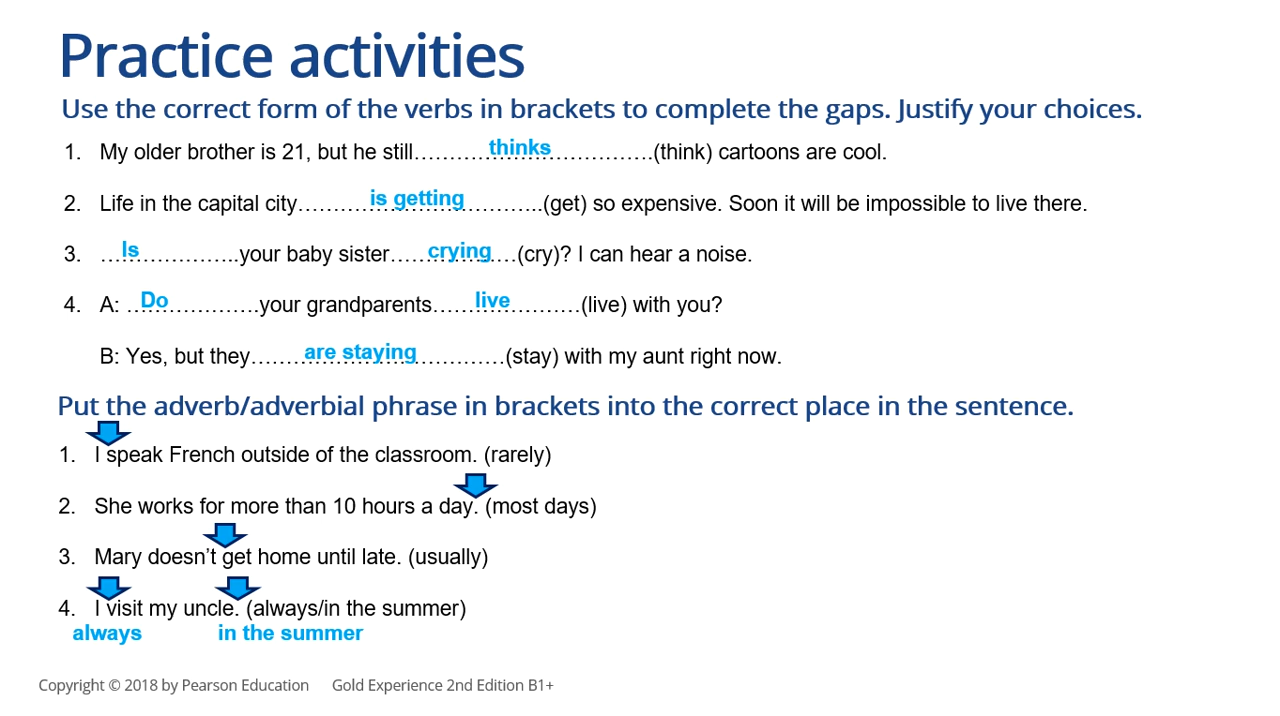 Practice activities
Use the correct form of the verbs in brackets to complete the gaps. Justify your choices.
1. My older brother is 21, but he still……………thinks……………….(think) cartoons are cool.
2. Life in the capital city………is getting……………..(get) so expensive. Soon it will be impossible to live there.
3. …Is……………..your baby sister……crying……(cry)? I can hear a noise.
4. A: …Do…………….your grandparents………live…………(live) with you?
B: Yes, but they………are staying……………(stay) with my aunt right now.
Put the adverb/adverbial phrase in brackets into the correct place in the sentence.
1. I speak French outside of the classroom. (rarely)
2. She works for more than 10 hours a day. (most days)
3. Mary doesn’t get home until late. (usually)
4. I visit my uncle. (always/in the summer)
always in the summer
Copyright © 2018 by Pearson Education Gold Experience 2nd Edition B1+